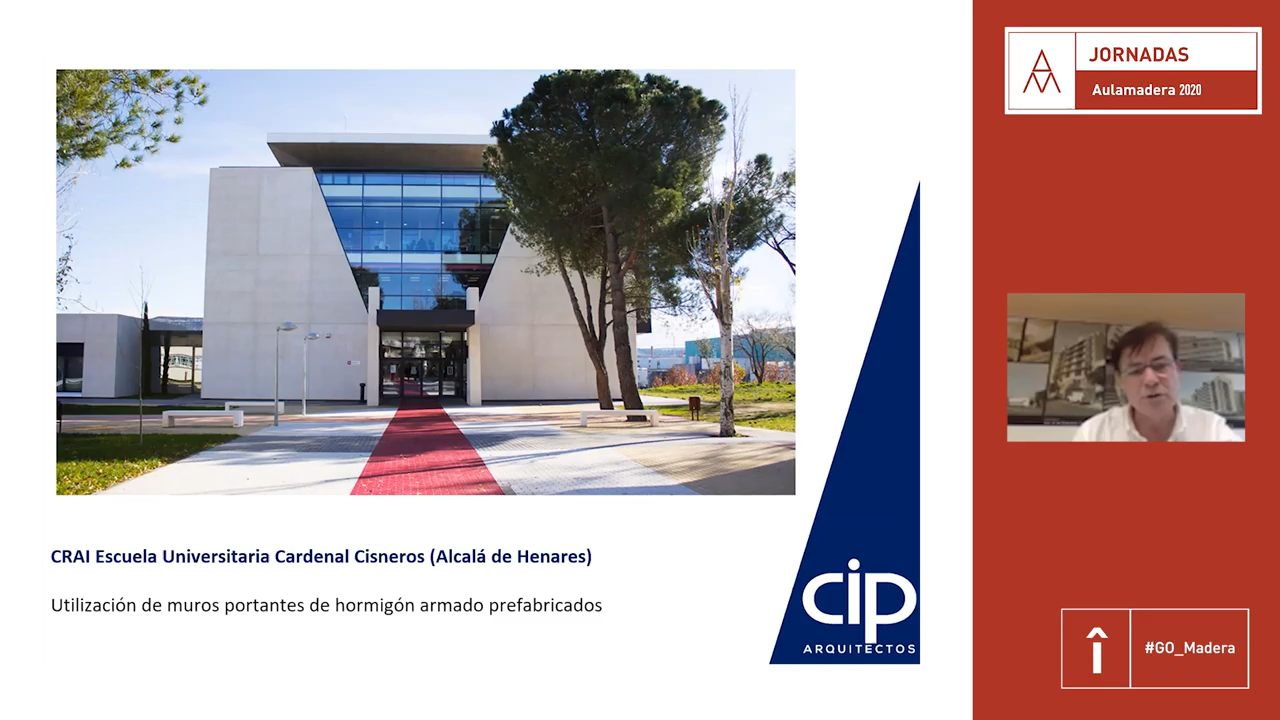 JORNADAS
Aulamadera 2020
CRAI Escuela Universitaria Cardenal Cisneros (Alcalá de Henares)
Utilización de muros portantes de hormigón armado prefabricados
cip
ARQUITECTOS
#GO_Madera